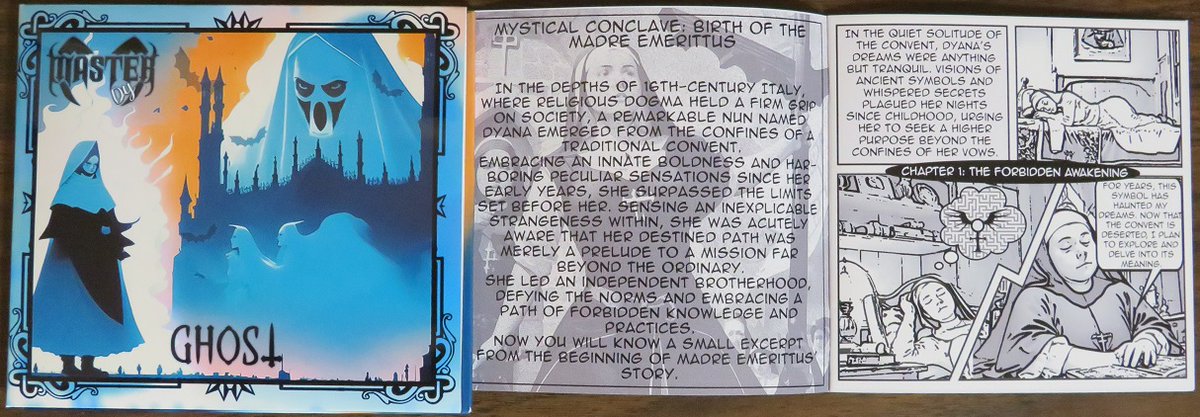 MASTER
DY
GHOST
MYSTICAL CONCLAVE: BIRTH OF THE
MADRE EMERITTUS
IN THE DEPTHS OF 16TH-CENTURY ITALY,
WHERE RELIGIOUS DOGMA HELD A FIRM GRIP
ON SOCIETY, A REMARKABLE NUN NAMED
DYANA EMERGED FROM THE CONFINES OF A
TRADITIONAL CONVENT.
EMBRACING AN INNATE BOLDNESS AND HAR-
BORING PECULIAR SENSATIONS SINCE HER
EARLY YEARS, SHE SURPASSED THE LIMITS
SET BEFORE HER. SENSING AN INEXPLICABLE
STRANGENESS WITHIN, SHE WAS ACUTELY
AWARE THAT HER DESTINED PATH WAS
MERELY A PRELUDE TO A MISSION FAR
BEYOND THE ORDINARY.
SHE LED AN INDEPENDENT BROTHERHOOD,
DEFYING THE NORMS AND EMBRACING A
PATH OF FORBIDDEN KNOWLEDGE AND
PRACTICES.
NOW YOU WILL KNOW A SMALL EXCERPT
FROM THE BEGINNING OF MADRE EMERITTUS'
STORY.
IN THE QUIET SOLITUDE OF
THE CONVENT, DYANA'S
DREAMS WERE ANYTHING
BUT TRANQUIL. VISIONS OF
ANCIENT SYMBOLS AND
WHISPERED SECRETS
PLAGUED HER NIGHTS
SINCE CHILDHOOD, URGING
HER TO SEEK A HIGHER
PURPOSE BEYOND THE
CONFINES OF HER VOWS.
CHAPTER 1: THE FORBIDDEN AWAKENING
FOR YEARS, THIS
SYMBOL HAS
HAUNTED MY
DREAMS. NOW THAT
THE CONVENT IS
DESERTED, I PLAN
TO EXPLORE AND
DELVE INTO ITS
MEANING.